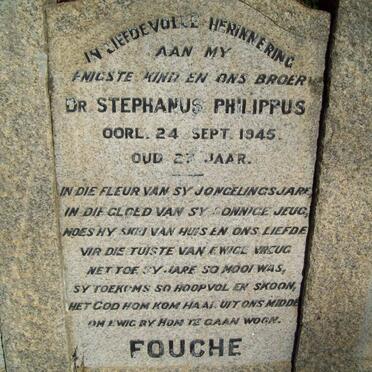 IN LIEFDEVOLLE HERINNERING
AAN MY
ENIGSTE KIND EN ONS BROER
DR STEPHANUS PHILIPPUS
OORL. 24 SEPT. 1945.
OUD 27 JAAR.
IN DIE FLEUR VAN SY JONGELINGSJARE
IN DIE GLOED VAN SY SONNIGE JEUG,
MOES HY SKEI VAN HUIS EN ONS LIEFDE
VIR DIE TUISTE VAN EWIGE VREUG
NET TOE SY JARE SO MOOI WAS,
SY TOEKOMS SO HOOPVOL EN SKOON,
HET GOD HOM KOM HAAL UIT ONS MIDDE
OM EWIG BY HOM TE GAAN WOON.
FOUCHE